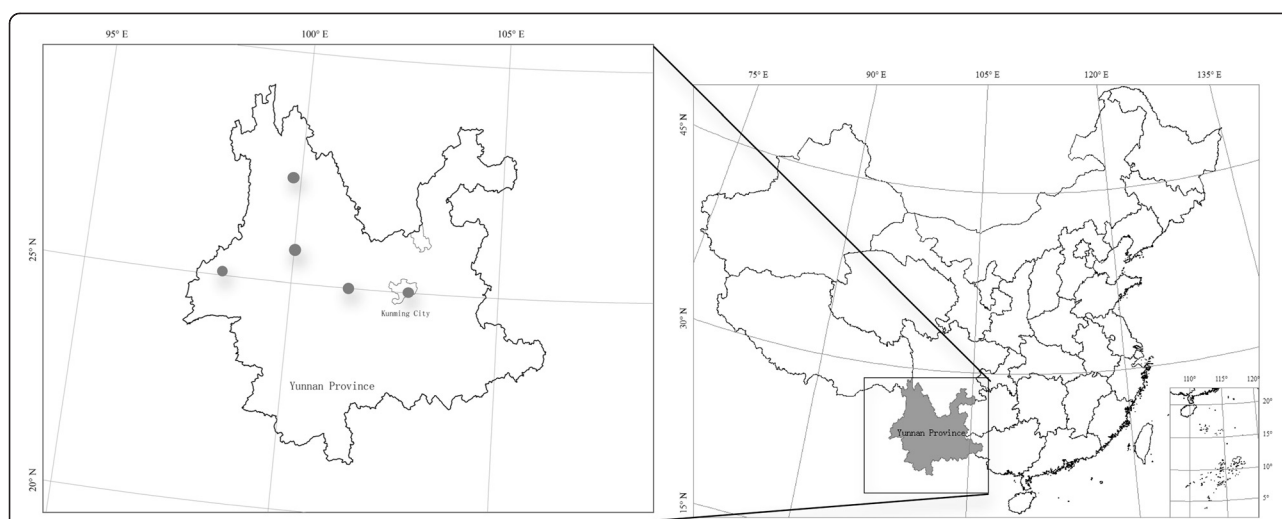 95° E
100° E
105° E
25° N
20° N
Kunming City
Yunnan Province
75° E
90° E
105° E
120° E
135° E
45° N
30° N
15° N
Yunnan Province
110° E
115° E
120° E
20°
15°
10°
5°